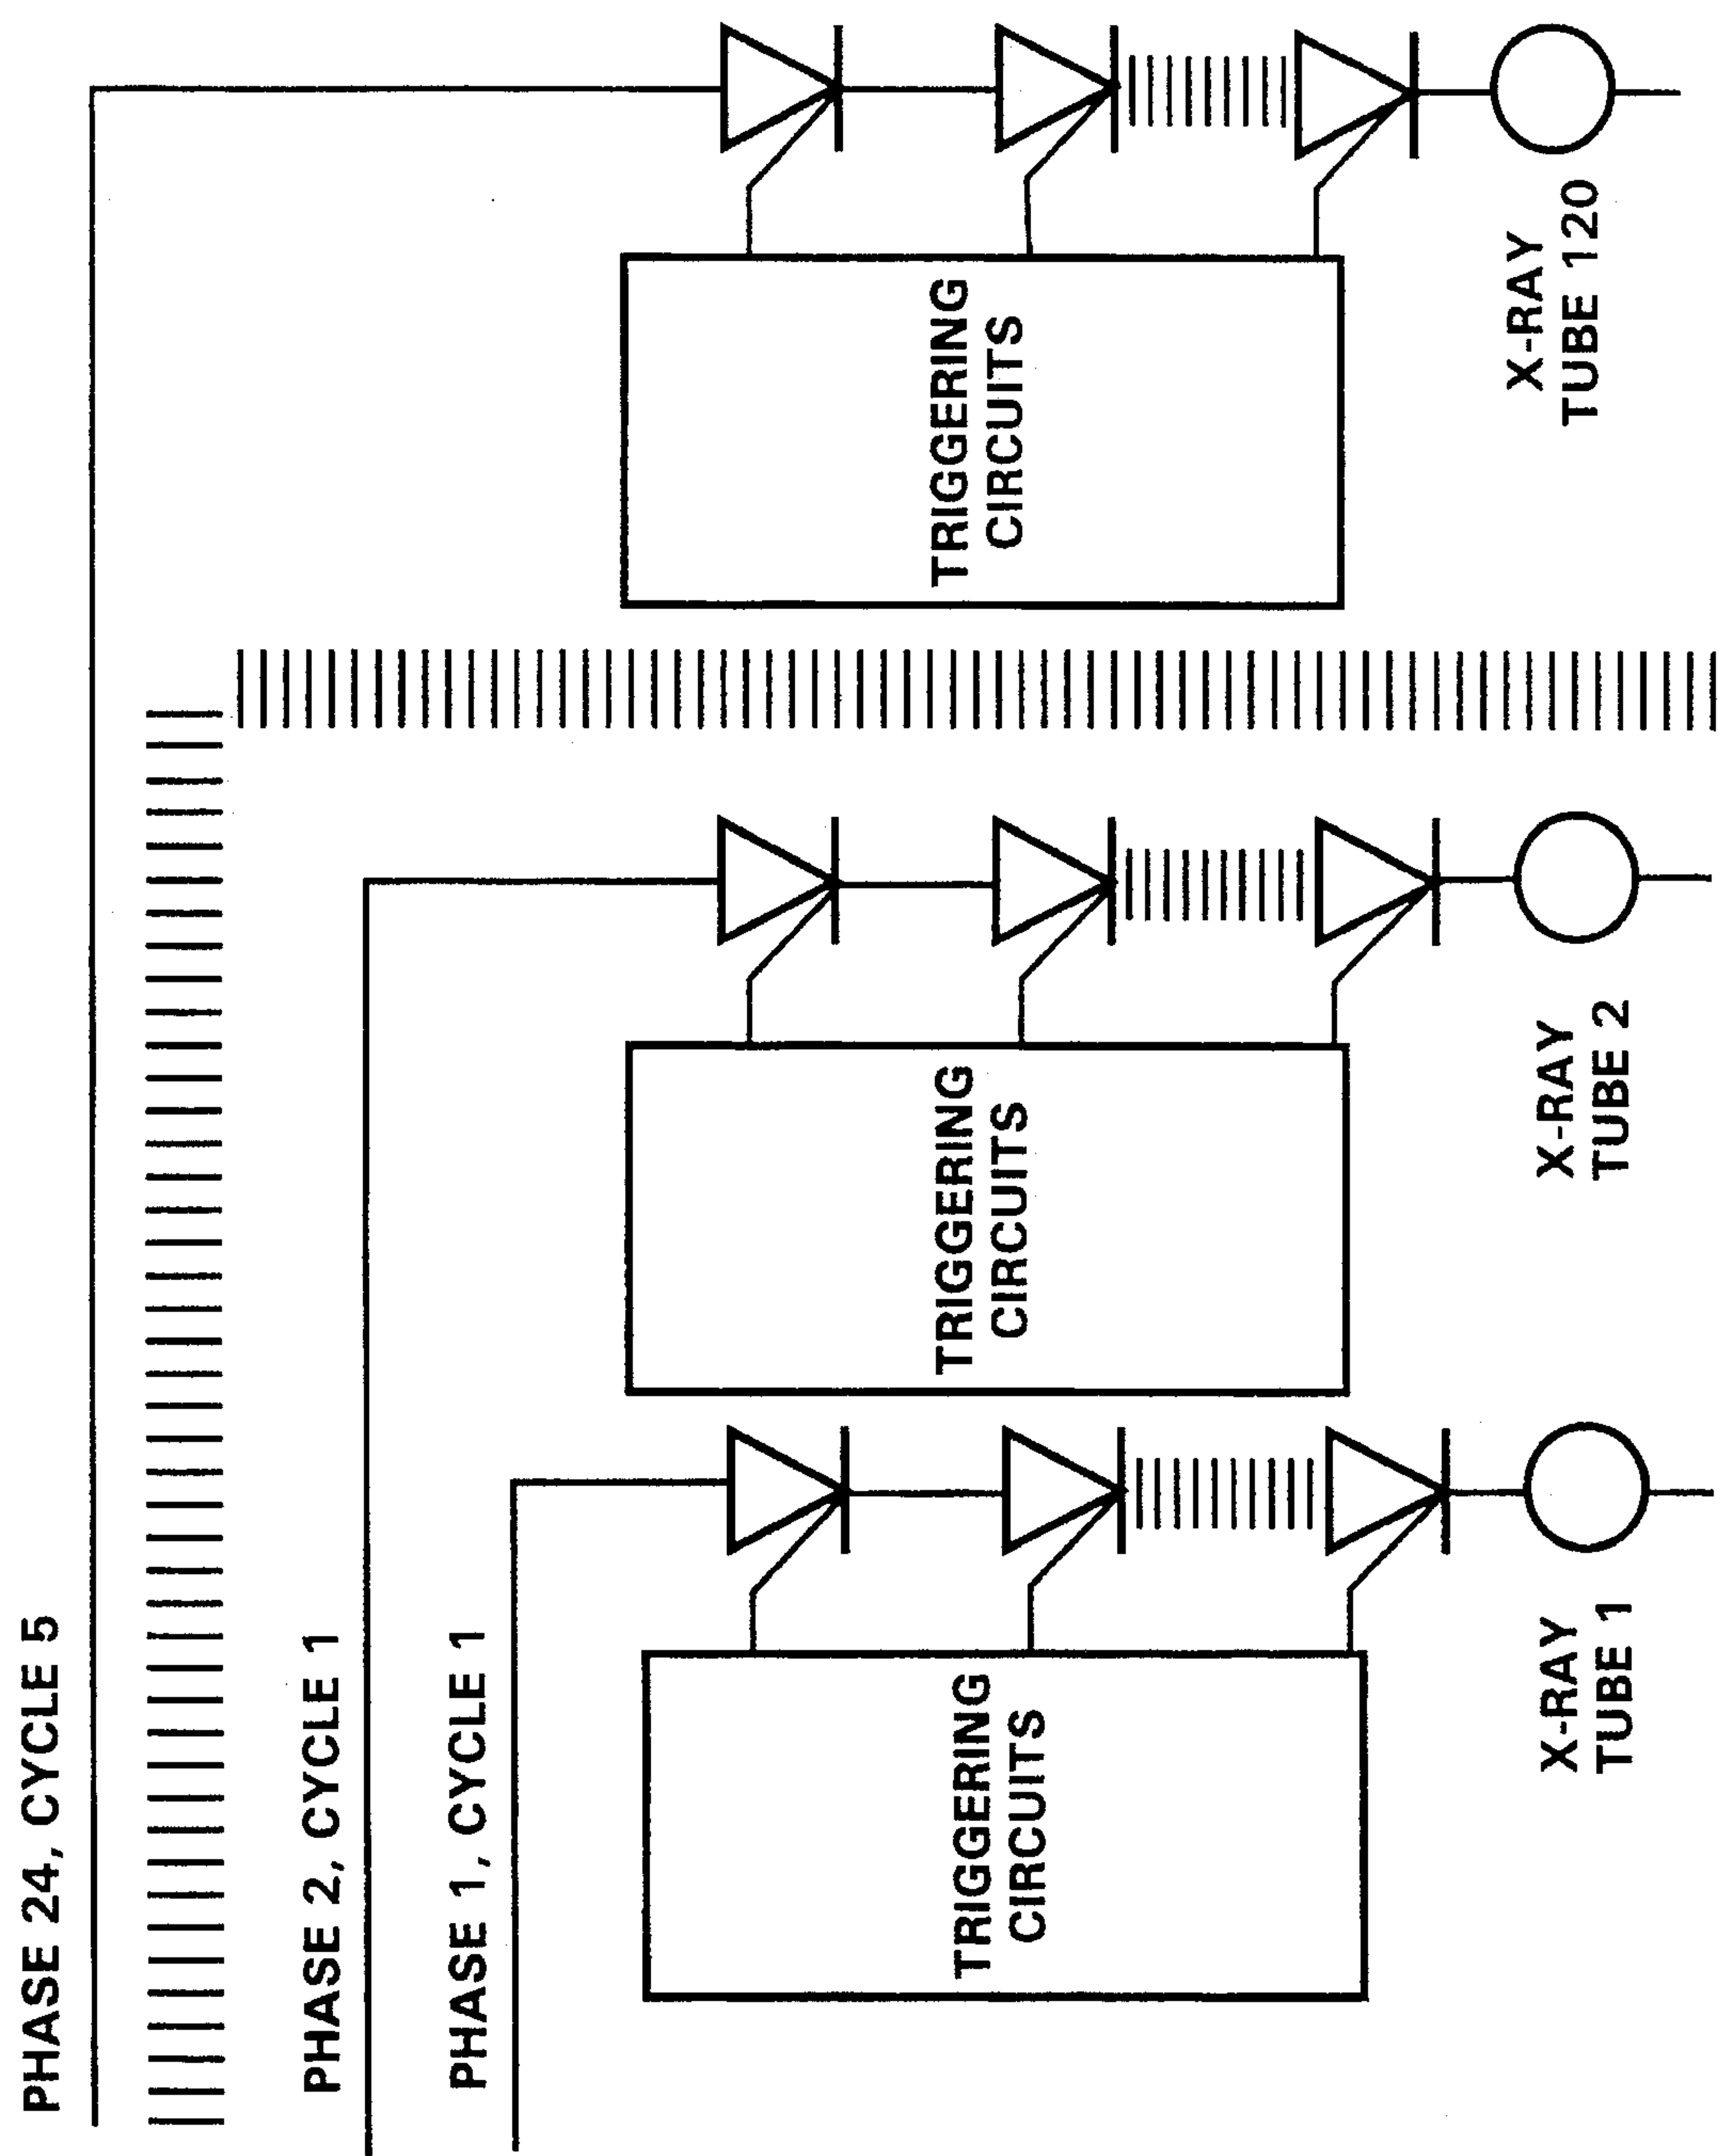 PHASE 24, CYCLE 5
PHASE 2, CYCLE 1
PHASE 1, CYCLE 1
TRIGGERING
CIRCUITS
TRIGGERING
CIRCUITS
TRIGGERING
CIRCUITS
X-RAY
TUBE 1
X-RAY
TUBE 2
X-RAY
TUBE 120